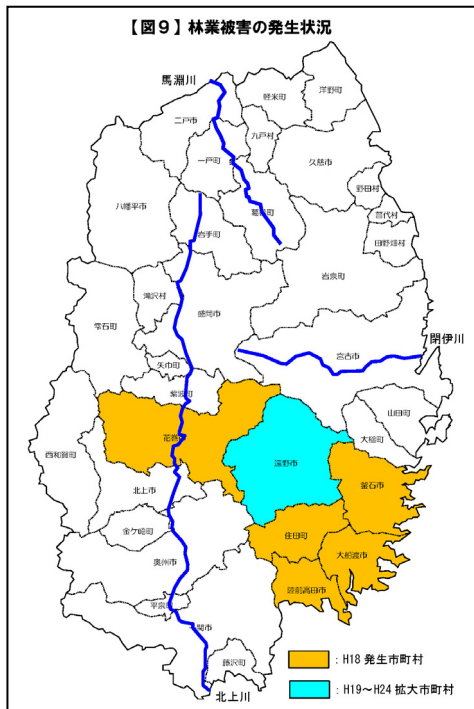 【図9】林業被害の発生状況
馬淵川
軽米町
洋野町
二戸市
九戸村
一戸町
久慈市
野田村
八幡平市
普代村
岩手町
田野畑村
岩泉町
滝沢村
盛岡市
雫石町
閉伊川
宮古市
矢巾町
紫波町
山田町
大槌町
花巻
西和賀町
遠野市
釜石市
北上市
金ケ崎町
住田町
大船渡市
奥州市
陸前高田市
平泉
関市
藤沢町
北上川
：H18 発生市町村
：H19～H24 拡大市町村